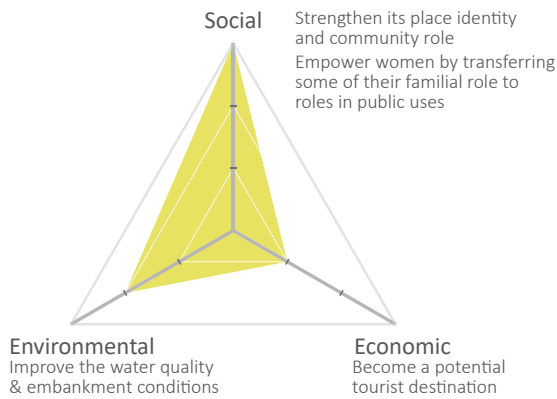 Social
Strengthen its place identity
and community role
Empower women by transferring
some of their familial role to
roles in public uses
Environmental
Improve the water quality
& embankment conditions
Economic
Become a potential
tourist destination